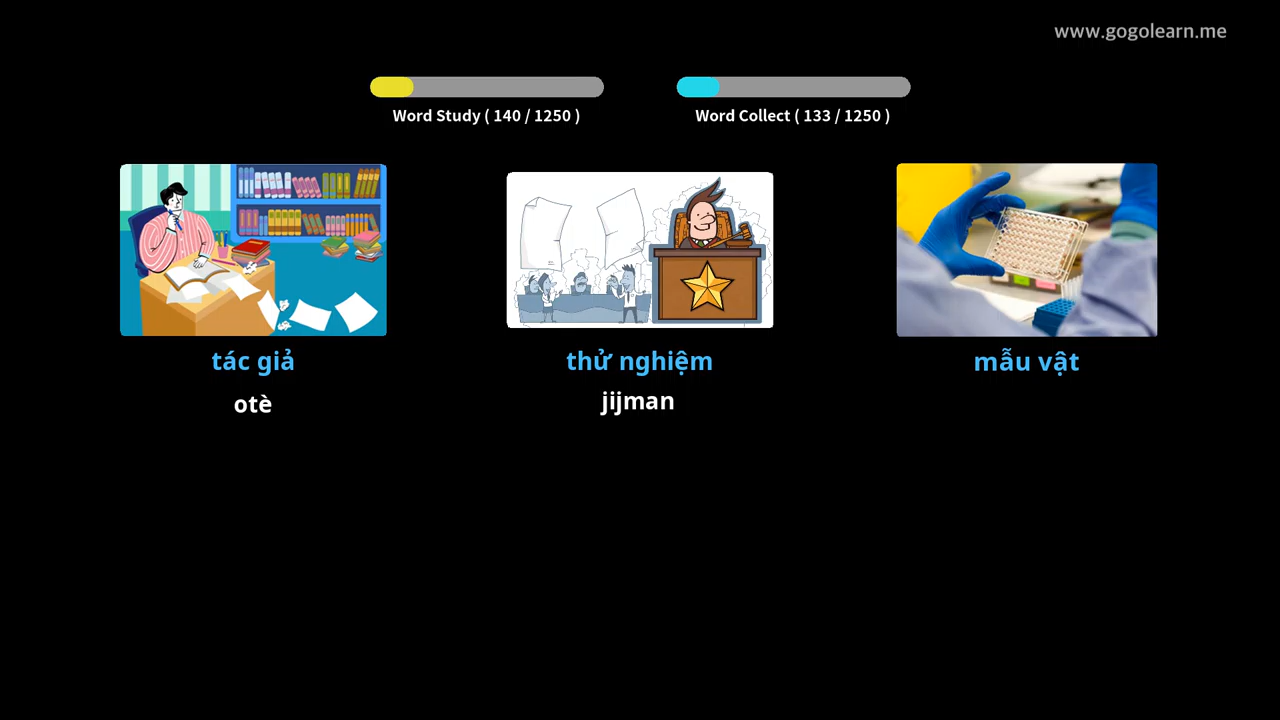 www.gogolearn.me
Word Study ( 140 / 1250 )
Word Collect ( 133 / 1250 )
tác giả
thử nghiệm
mẫu vật
otè
jijman